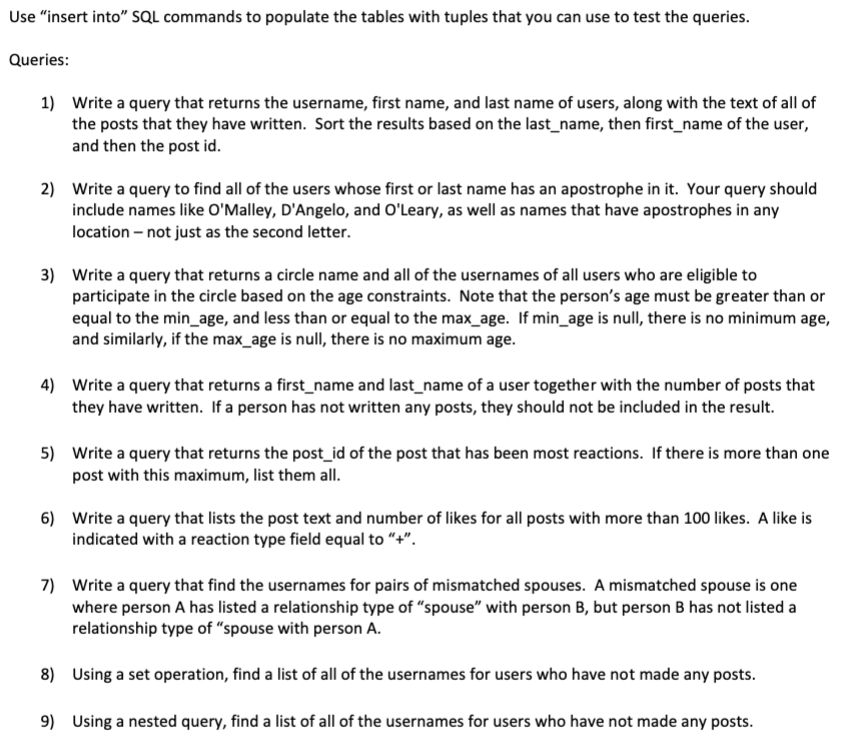 Use “insert into” SQL commands to populate the tables with tuples that you can use to test the queries.
Queries:
1) Write a query that returns the username, first name, and last name of users, along with the text of all of
the posts that they have written.  Sort the results based on the last_name, then first_name of the user,
and then the post id.
2) Write a query to find all of the users whose first or last name has an apostrophe in it.  Your query should
include names like O'Malley, D'Angelo, and O'Leary, as well as names that have apostrophes in any
location – not just as the second letter.
3) Write a query that returns a circle name and all of the usernames of all users who are eligible to
participate in the circle based on the age constraints.  Note that the person’s age must be greater than or
equal to the min_age, and less than or equal to the max_age.  If min_age is null, there is no minimum age,
and similarly, if the max_age is null, there is no maximum age.
4) Write a query that returns a first_name and last_name of a user together with the number of posts that
they have written.  If a person has not written any posts, they should not be included in the result.
5) Write a query that returns the post_id of the post that has been most reactions.  If there is more than one
post with this maximum, list them all.
6) Write a query that lists the post text and number of likes for all posts with more than 100 likes.  A like is
indicated with a reaction type field equal to “+”.
7) Write a query that find the usernames for pairs of mismatched spouses.  A mismatched spouse is one
where person A has listed a relationship type of “spouse” with person B, but person B has not listed a
relationship type of “spouse with person A.
8) Using a set operation, find a list of all of the usernames for users who have not made any posts.
9) Using a nested query, find a list of all of the usernames for users who have not made any posts.